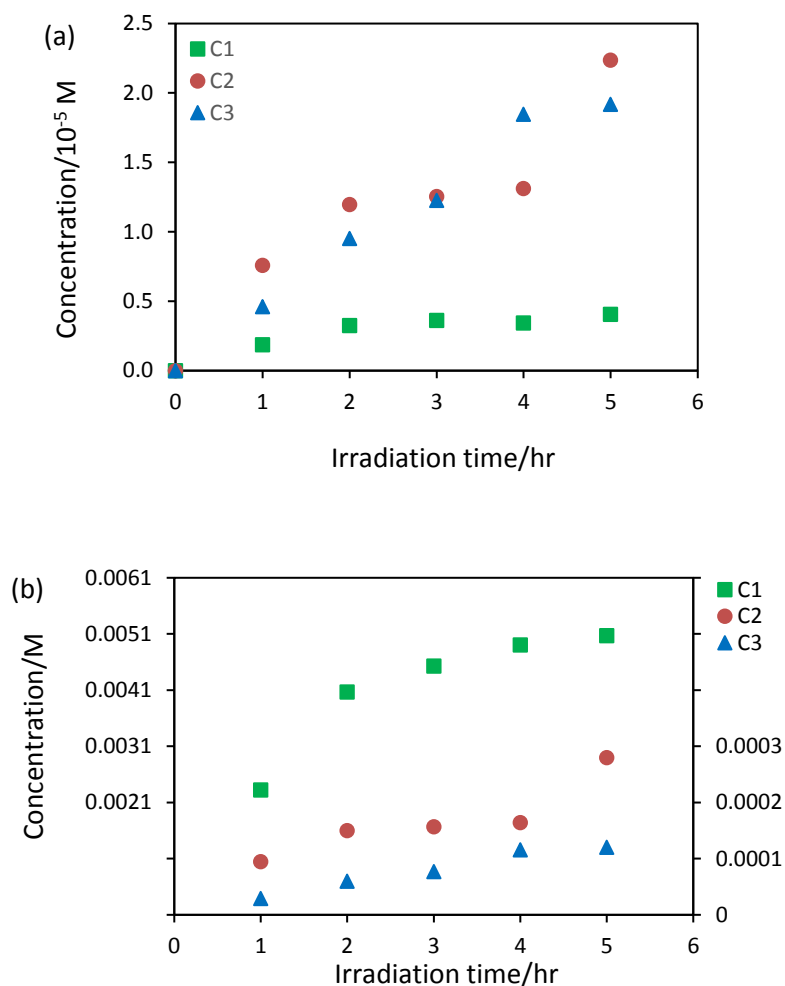 (a)
C1
C2
C3
Concentration/10⁻⁵ M
2.5
2.0
1.5
1.0
0.5
0.0
0 1 2 3 4 5 6
Irradiation time/hr
(b)
C1
C2
C3
Concentration/M
0.0061
0.0051
0.0041
0.0031
0.0021
0.0003
0.0002
0.0001
0
0 1 2 3 4 5 6
Irradiation time/hr